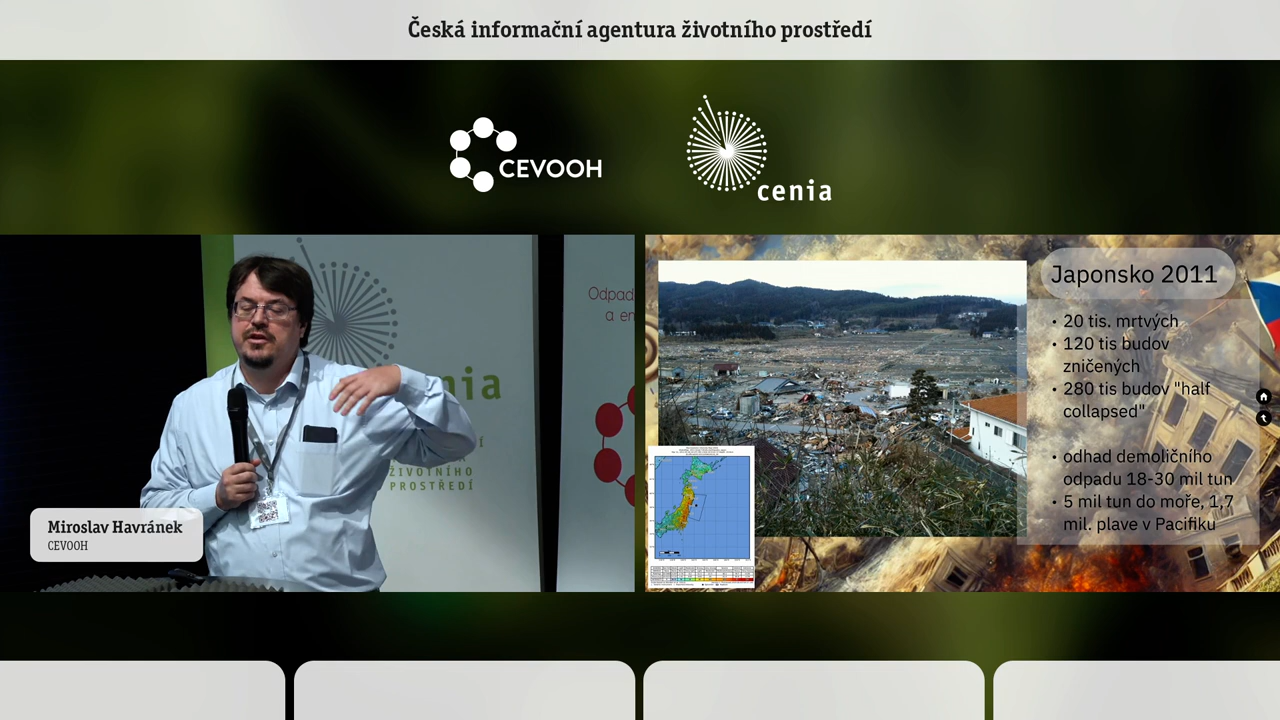 Česká informační agentura životního prostředí
CEVOOH
cenia
Odpad
a en
nia
ŽIVOTNÍHO
PROSTŘEDÍ
Miroslav Havránek
CEVOOH
Japonsko 2011
• 20 tis. mrtvých
• 120 tis budov
zničených
• 280 tis budov "half
collapsed"
• odhad demoličního
odpadu 18-30 mil tun
• 5 mil tun do moře, 1,7
mil. plave v Pacifiku